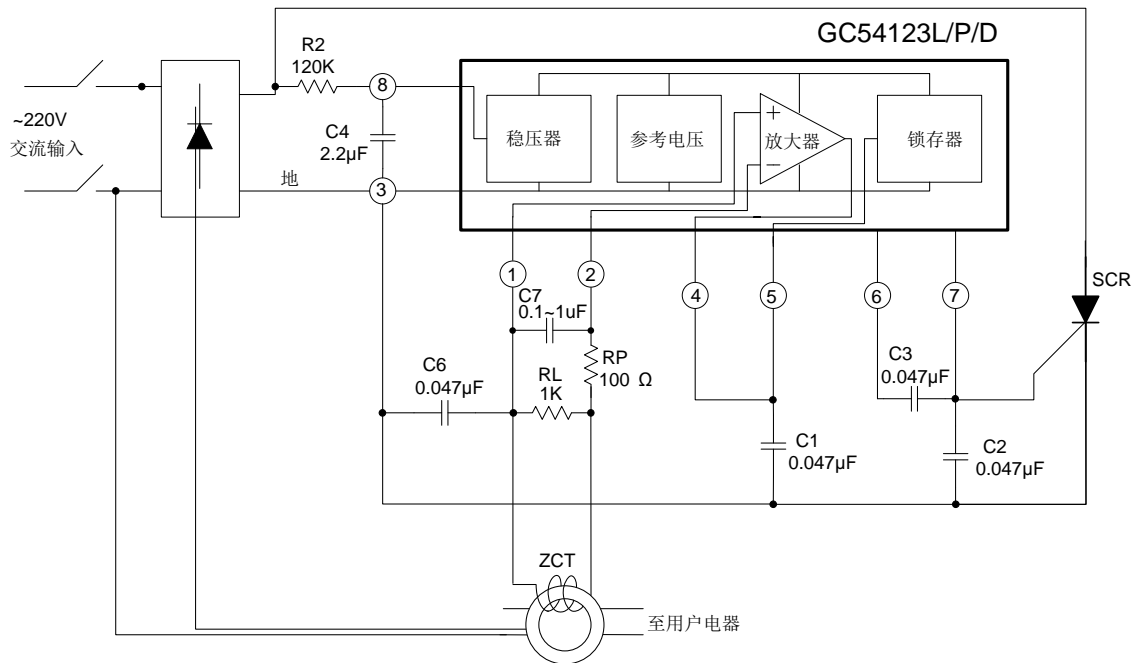 GC54123L/P/D
R2
120K
8
~220V
交流输入
C4
2.2µF
地
3
稳压器
参考电压
+
放大器
−
锁存器
1
2
4
5
6
7
SCR
C7
0.1~1uF
C6
0.047µF
RL
1K
RP
100 Ω
C3
0.047µF
C1
0.047µF
C2
0.047µF
ZCT
至用户电器